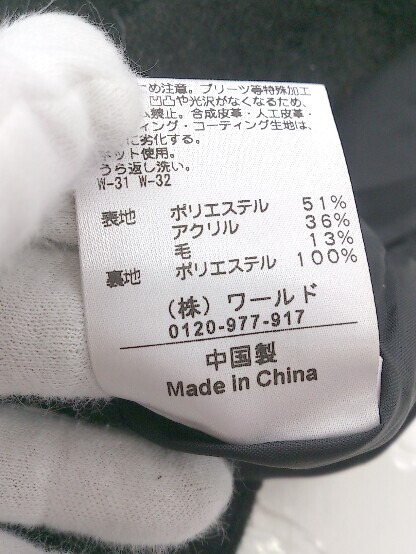 め注意。プリーツ等特殊加工
凹凸や光沢がなくなるため、
禁止。合成皮革・人工皮革・
ィング・コーティング生地は、
に劣化する。
ネット使用。
うら返し洗い。
W-31 W-32
表地 ポリエステル 51%
アクリル 36%
毛 13%
裏地 ポリエステル 100%
(株)ワールド
0120-977-917
中国製
Made in China